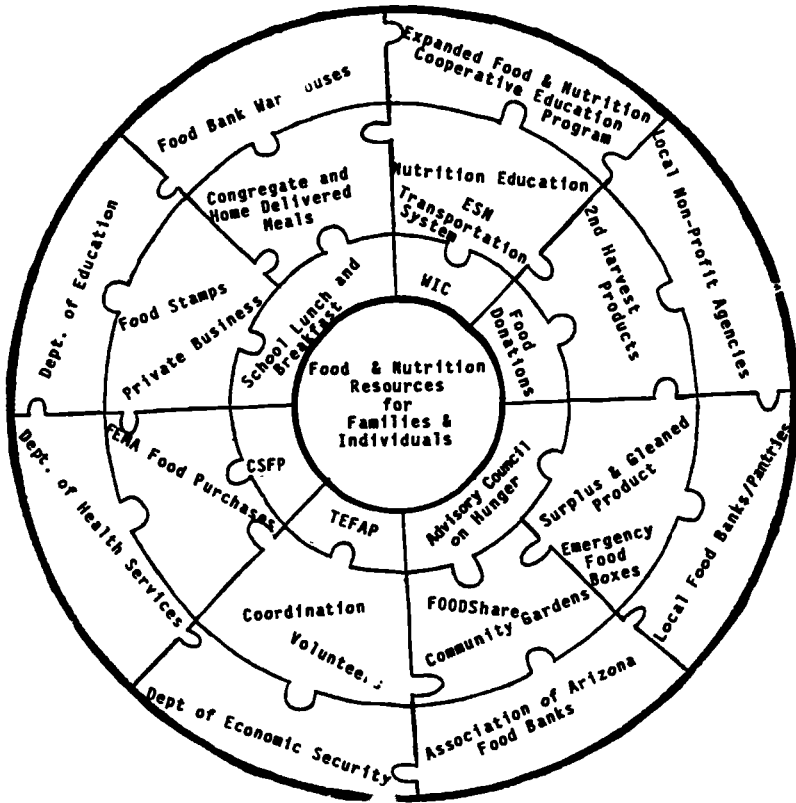 Expanded Food & Nutrition
Cooperative Education
Program
Local Non-Profit Agencies
Local Food Banks/Pantries
Association of Arizona
Food Banks
Dept of Economic Security
Dept. of Health Services
Dept. of Education
Food Bank
Nutrition Education
ESN
Transportation
System
2nd Harvest
Products
Surplus & Gleaned
Product
Emergency
Food
Boxes
FOODShare
Community Gardens
Coordination
FEMA Food Purchases
Food Stamps
Private Business
Congregate and
Home Delivered
Meals
WIC
Food
Donations
Advisory Council
on Hunger
TEFAP
CSFP
School Lunch and
Breakfast
Food & Nutrition
Resources
for
Families &
Individuals